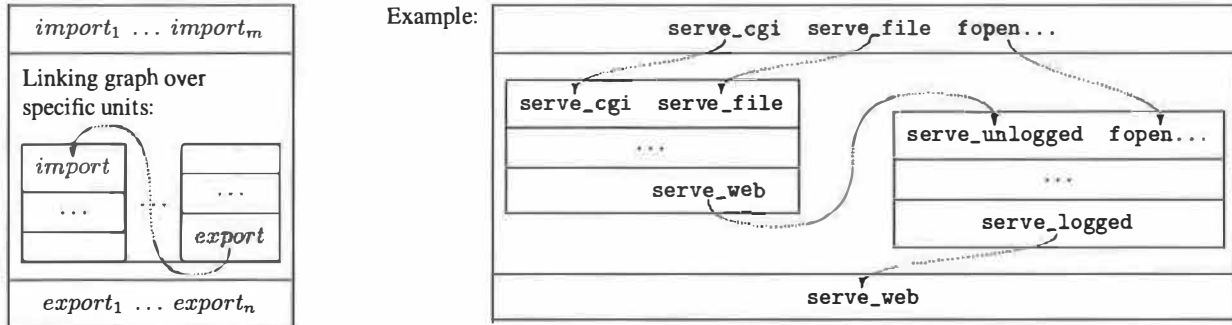 import₁ ... importₘ
Linking graph over
specific units:
import
...
...
...
export
export₁ ... exportₙ
Example:
serve_cgi serve_file fopen...
serve_cgi serve_file
...
serve_web
serve_unlogged fopen...
...
serve_logged
serve_web